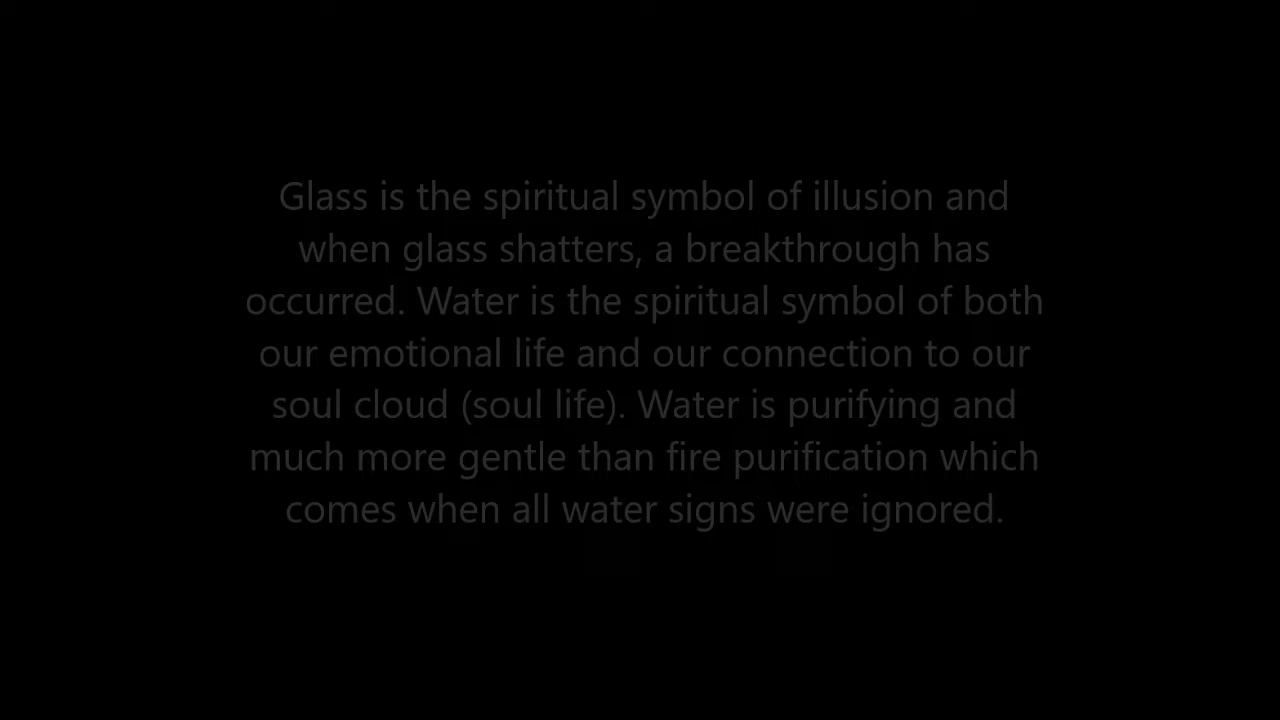 Glass is the spiritual symbol of illusion and
when glass shatters, a breakthrough has
occurred. Water is the spiritual symbol of both
our emotional life and our connection to our
soul cloud (soul life). Water is purifying and
much more gentle than fire purification which
comes when all water signs were ignored.